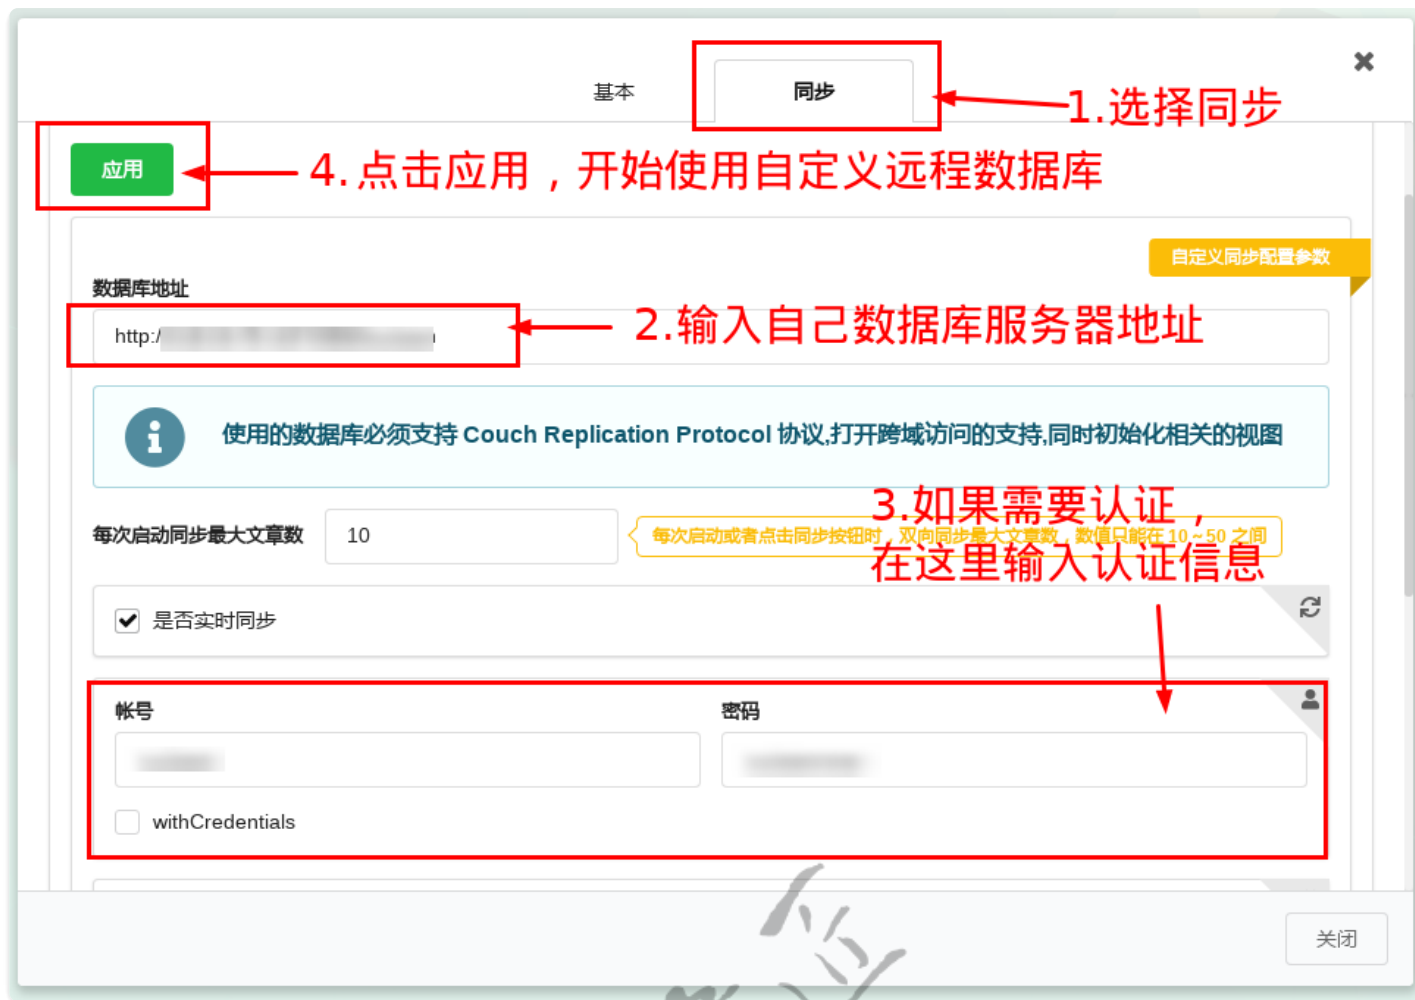 基本
同步
1.选择同步
应用
4.点击应用，开始使用自定义远程数据库
自定义同步配置参数
数据库地址
http:/
2.输入自己数据库服务器地址
使用的数据库必须支持 Couch Replication Protocol 协议,打开跨域访问的支持,同时初始化相关的视图
3.如果需要认证，
在这里输入认证信息
每次启动同步最大文章数
10
每次启动或者点击同步按钮时，双向同步最大文章数，数值只能在 10 ~ 50 之间
是否实时同步
帐号
密码
withCredentials
关闭